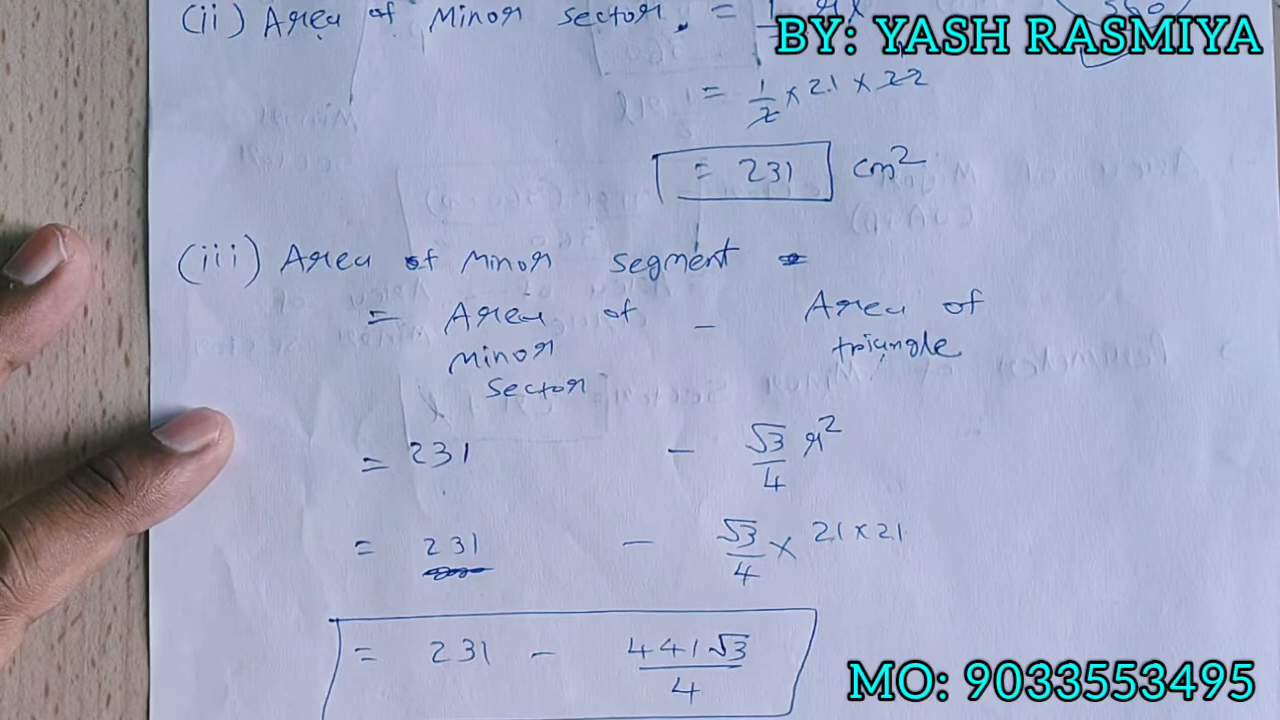 (ii) Area of Minor sector. = 1
BY: YASH RASMIYA
= 1/2 × 21 × 22
= 231 cm²
(iii) Area of Minor segment =
= Area of - Area of
minor triangle
sector
= 231 - √3/4 r²
= 231 - √3/4 × 21 × 21
= 231 - 441√3/4
MO: 9033553495